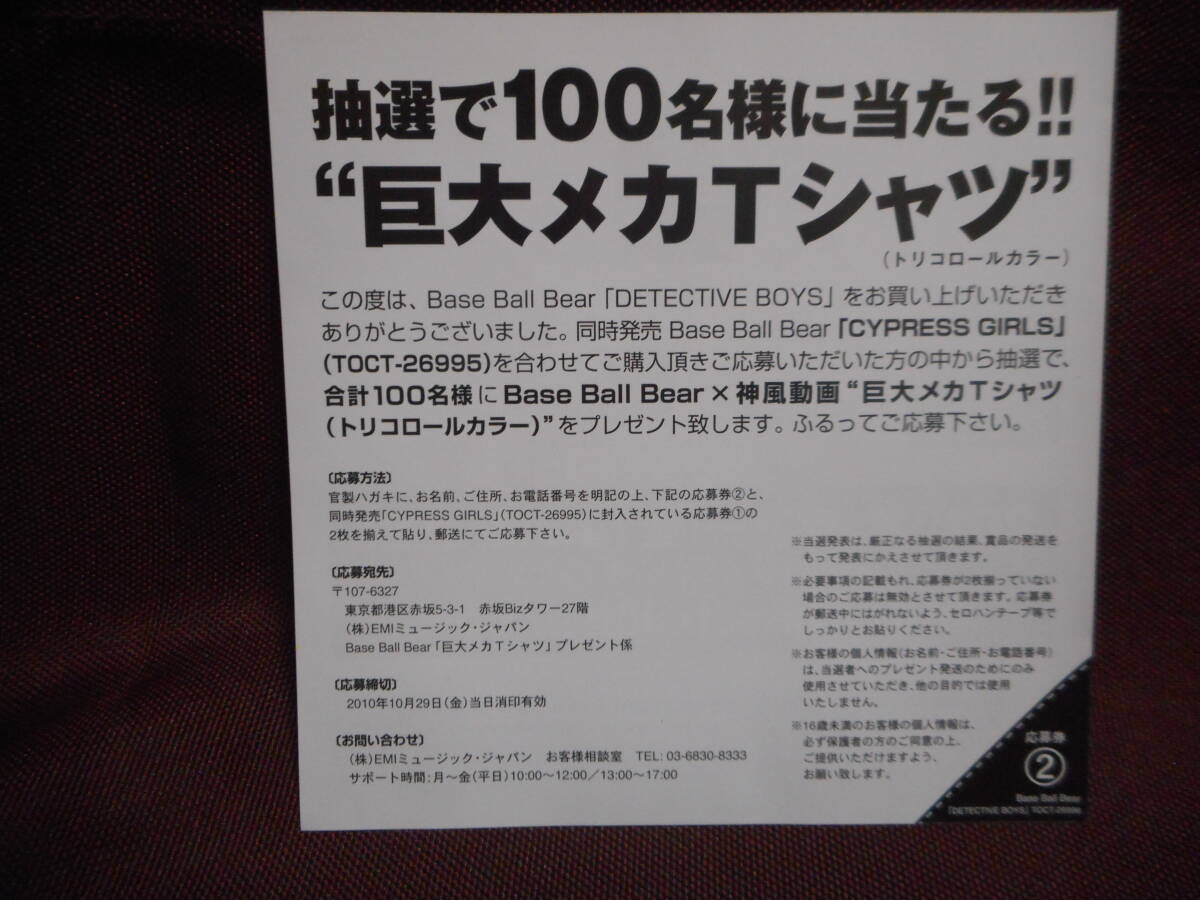 抽選で100名様に当たる!!
“巨大メカTシャツ”
(トリコロールカラー)
この度は、Base Ball Bear「DETECTIVE BOYS」をお買い上げいただき
ありがとうございました。同時発売 Base Ball Bear「CYPRESS GIRLS」
(TOCT-26995)を合わせてご購入頂きご応募いただいた方の中から抽選で、
合計100名様に Base Ball Bear×神風動画“巨大メカTシャツ
(トリコロールカラー)”をプレゼント致します。ふるってご応募下さい。
〔応募方法〕
官製ハガキに、お名前、ご住所、お電話番号を明記の上、下記の応募券②と、
同時発売「CYPRESS GIRLS」(TOCT-26995)に封入されている応募券①の
2枚を揃えて貼り、郵送にてご応募下さい。
〔応募宛先〕
〒107-6327
東京都港区赤坂5-3-1 赤坂Bizタワー27階
(株)EMIミュージック・ジャパン
Base Ball Bear「巨大メカTシャツ」プレゼント係
〔応募締切〕
2010年10月29日(金)当日消印有効
〔お問い合わせ〕
(株)EMIミュージック・ジャパン お客様相談室 TEL: 03-6830-8333
サポート時間:月〜金(平日)10:00〜12:00/13:00〜17:00
※当選発表は、厳正なる抽選の結果、賞品の発送を
もって発表にかえさせて頂きます。
※必要事項の記載もれ、応募券が2枚揃っていない
場合のご応募は無効とさせて頂きます。応募券
が郵送中にはがれないよう、セロハンテープ等で
しっかりとお貼りください。
※お客様の個人情報(お名前・ご住所・お電話番号)
は、当選者へのプレゼント発送のためにのみ
使用させていただき、他の目的では使用
いたしません。
※16歳未満のお客様の個人情報は、
必ず保護者の方のご同意の上、
ご提供いただけますよう、
お願い致します。
応募券
②
Base Ball Bear
「DETECTIVE BOYS」TOCT-26996